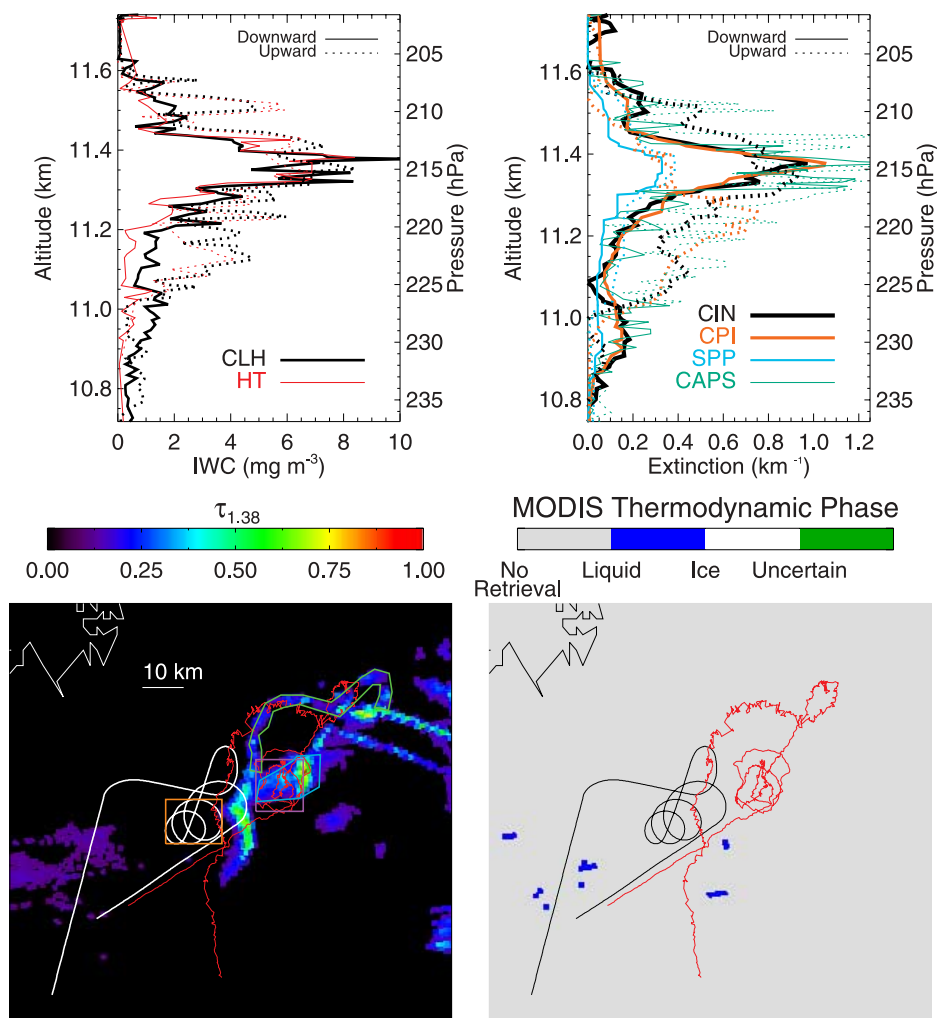 Downward
Upward
11.6
11.4
11.2
11.0
10.8
Altitude (km)
205
210
215
220
225
230
235
Pressure (hPa)
CLH
HT
0 2 4 6 8 10
IWC (mg m-3)
Downward
Upward
11.6
11.4
11.2
11.0
10.8
Altitude (km)
205
210
215
220
225
230
235
Pressure (hPa)
CIN
CPI
SPP
CAPS
0.0 0.2 0.4 0.6 0.8 1.0 1.2
Extinction (km -1)
τ1.38
0.00 0.25 0.50 0.75 1.00
MODIS Thermodynamic Phase
No Retrieval Liquid Ice Uncertain
10 km